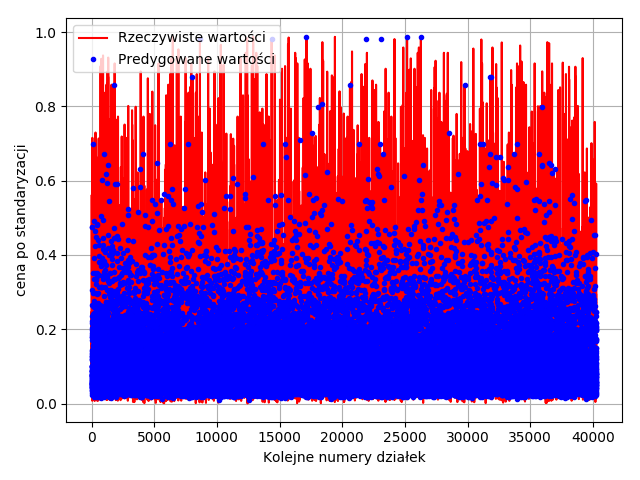 Rzeczywiste wartości
Predygowane wartości
cena po standaryzacji
1.0
0.8
0.6
0.4
0.2
0.0
0 5000 10000 15000 20000 25000 30000 35000 40000
Kolejne numery działek